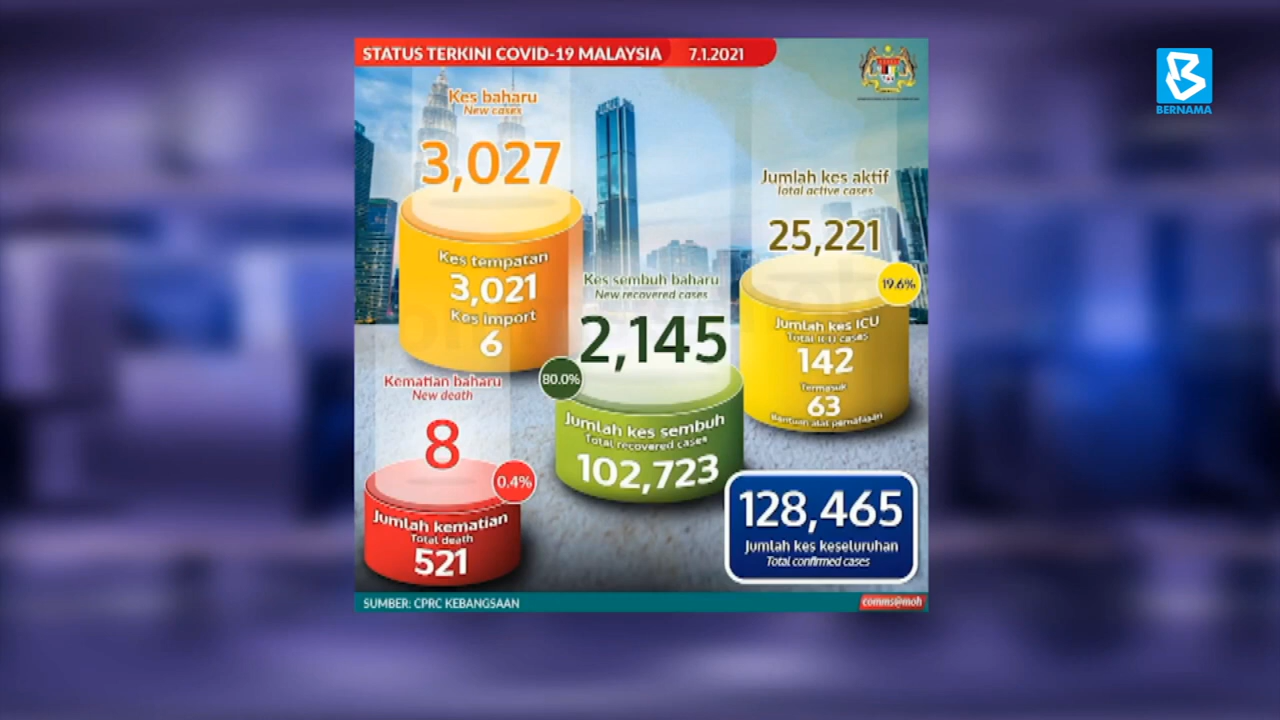 STATUS TERKINI COVID-19 MALAYSIA 7.1.2021
BERNAMA
Kes baharu
New cases
3,027
Kes tempatan
3,021
Kes import
6
Jumlah kes aktif
Total active cases
25,221
19.6%
Jumlah kes ICU
Total ICU cases
142
Termasuk
63
Bantuan alat pernafasan
Kes sembuh baharu
New recovered cases
2,145
80.0%
Jumlah kes sembuh
Total recovered cases
102,723
Kematian baharu
New death
8
0.4%
Jumlah kematian
Total death
521
128,465
Jumlah kes keseluruhan
Total confirmed cases
SUMBER: CPRC KEBANGSAAN
comms@moh